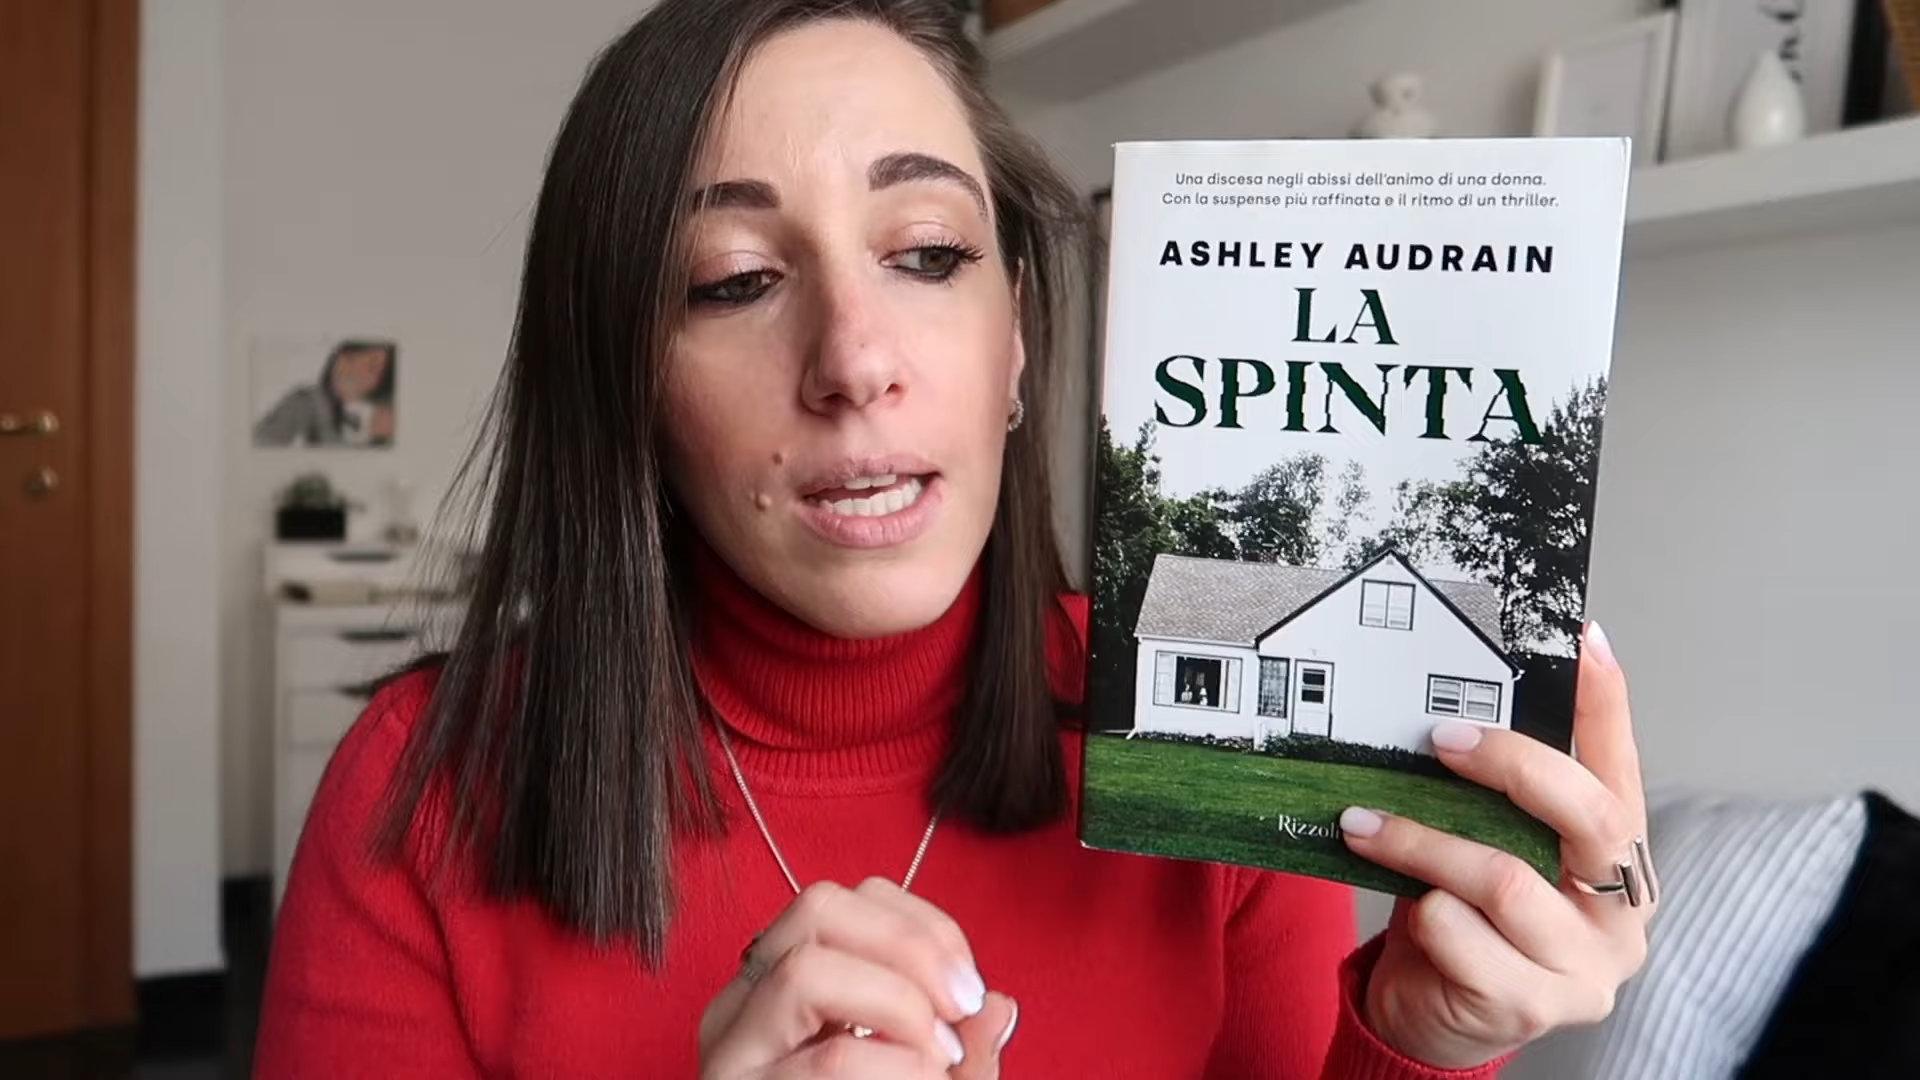 Una discesa negli abissi dell'animo di una donna.
Con la suspense più raffinata e il ritmo di un thriller.
ASHLEY AUDRAIN
LA
SPINTA
Rizzoli